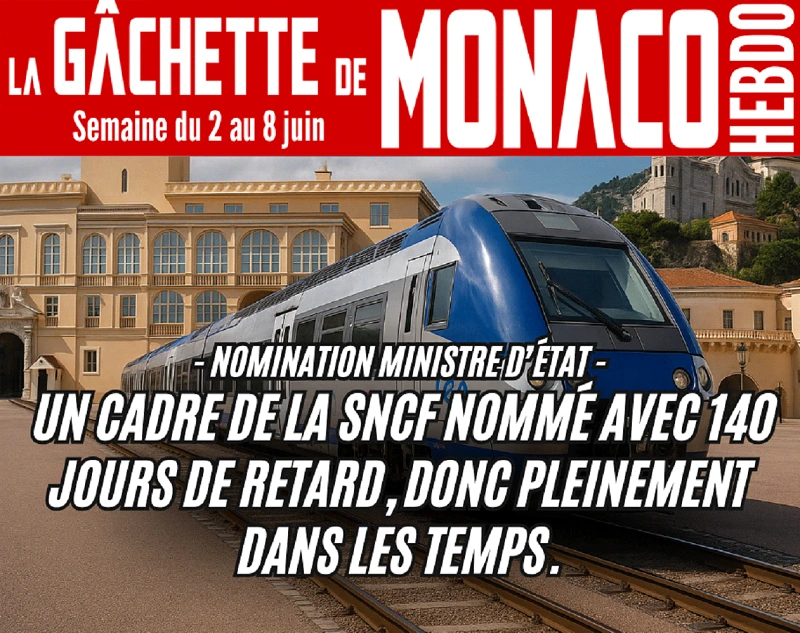 LA GÂCHETTE DE MONACO HEBDO
Semaine du 2 au 8 juin
- NOMINATION MINISTRE D'ÉTAT -
UN CADRE DE LA SNCF NOMMÉ AVEC 140
JOURS DE RETARD, DONC PLEINEMENT
DANS LES TEMPS.